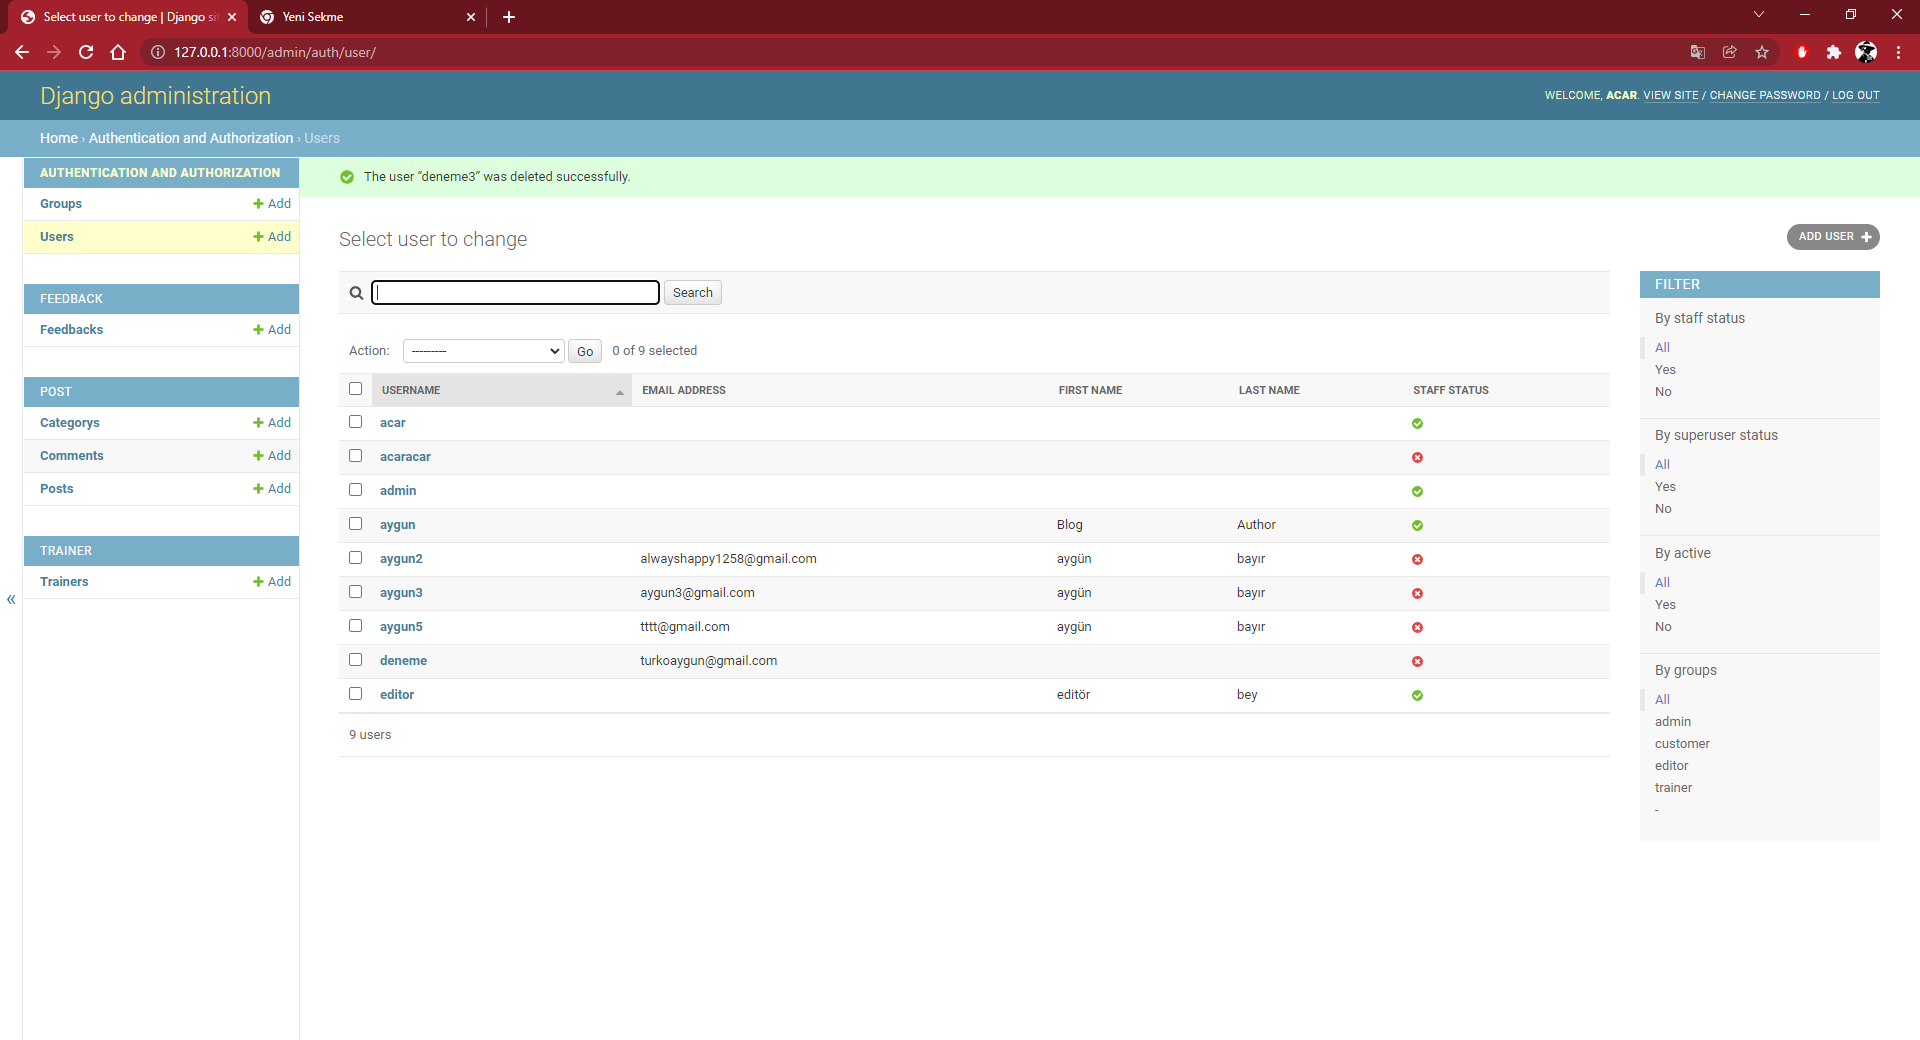 Select user to change | Django si
Yeni Sekme
127.0.0.1:8000/admin/auth/user/
Django administration
WELCOME, ACAR. VIEW SITE / CHANGE PASSWORD / LOG OUT
Home › Authentication and Authorization › Users
AUTHENTICATION AND AUTHORIZATION
Groups + Add
Users + Add
FEEDBACK
Feedbacks + Add
POST
Categorys + Add
Comments + Add
Posts + Add
TRAINER
Trainers + Add
«
The user “deneme3” was deleted successfully.
Select user to change
ADD USER +
Search
Action: --------- Go 0 of 9 selected
USERNAME EMAIL ADDRESS FIRST NAME LAST NAME STAFF STATUS
acar
acaracar
admin
aygun Blog Author
aygun2 alwayshappy1258@gmail.com aygün bayır
aygun3 aygun3@gmail.com aygün bayır
aygun5 tttt@gmail.com aygün bayır
deneme turkoaygun@gmail.com
editor editör bey
9 users
FILTER
By staff status
All
Yes
No
By superuser status
All
Yes
No
By active
All
Yes
No
By groups
All
admin
customer
editor
trainer
-